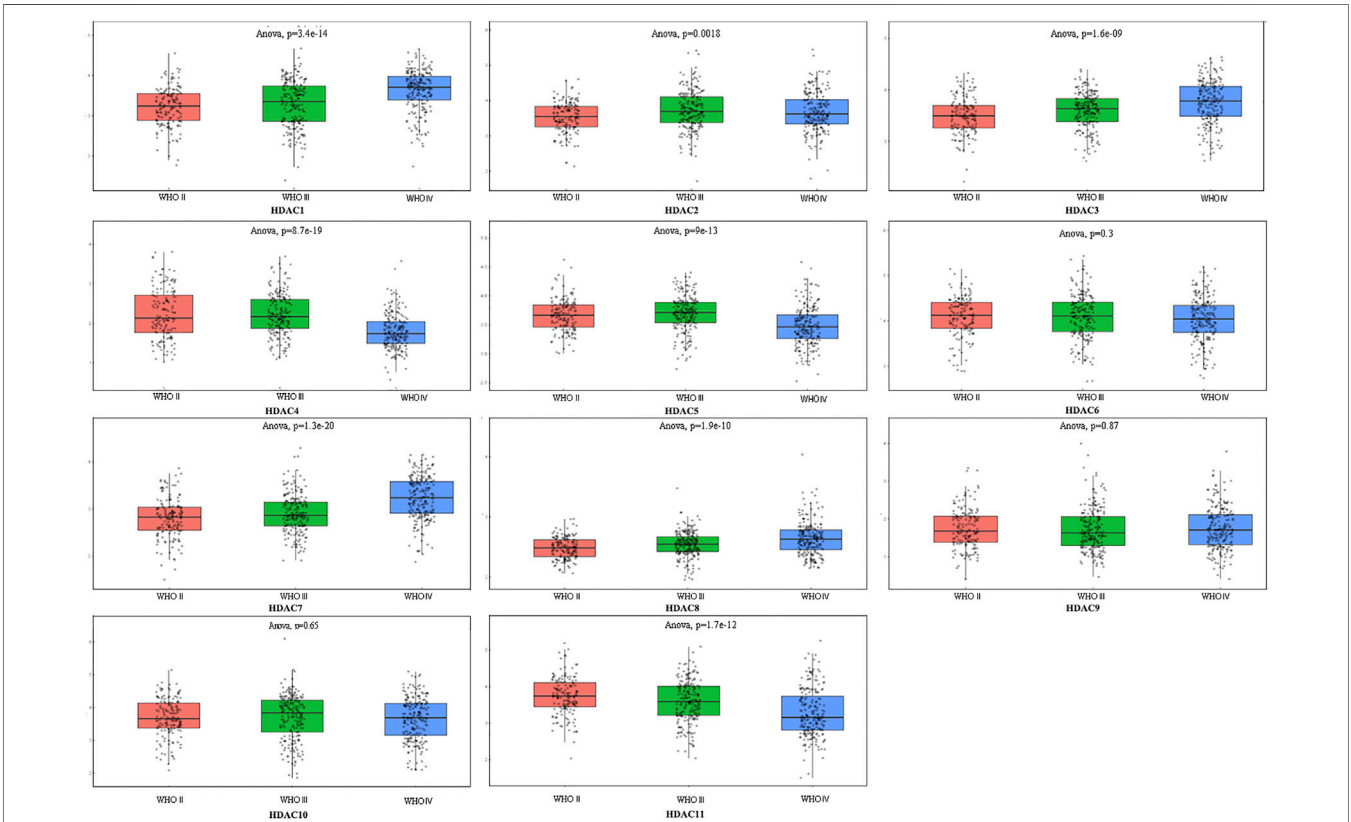 Anova, p=3.4e-14
WHO II WHO III WHO IV
HDAC1
Anova, p=0.0018
WHO II WHO III WHO IV
HDAC2
Anova, p=1.6e-09
WHO II WHO III WHO IV
HDAC3
Anova, p=8.7e-19
WHO II WHO III WHO IV
HDAC4
Anova, p=9e-13
WHO II WHO III WHO IV
HDAC5
Anova, p=0.3
WHO II WHO III WHO IV
HDAC6
Anova, p=1.3e-20
WHO II WHO III WHO IV
HDAC7
Anova, p=1.9e-10
WHO II WHO III WHO IV
HDAC8
Anova, p=0.87
WHO II WHO III WHO IV
HDAC9
Anova, p=0.65
WHO II WHO III WHO IV
HDAC10
Anova, p=1.7e-12
WHO II WHO III WHO IV
HDAC11